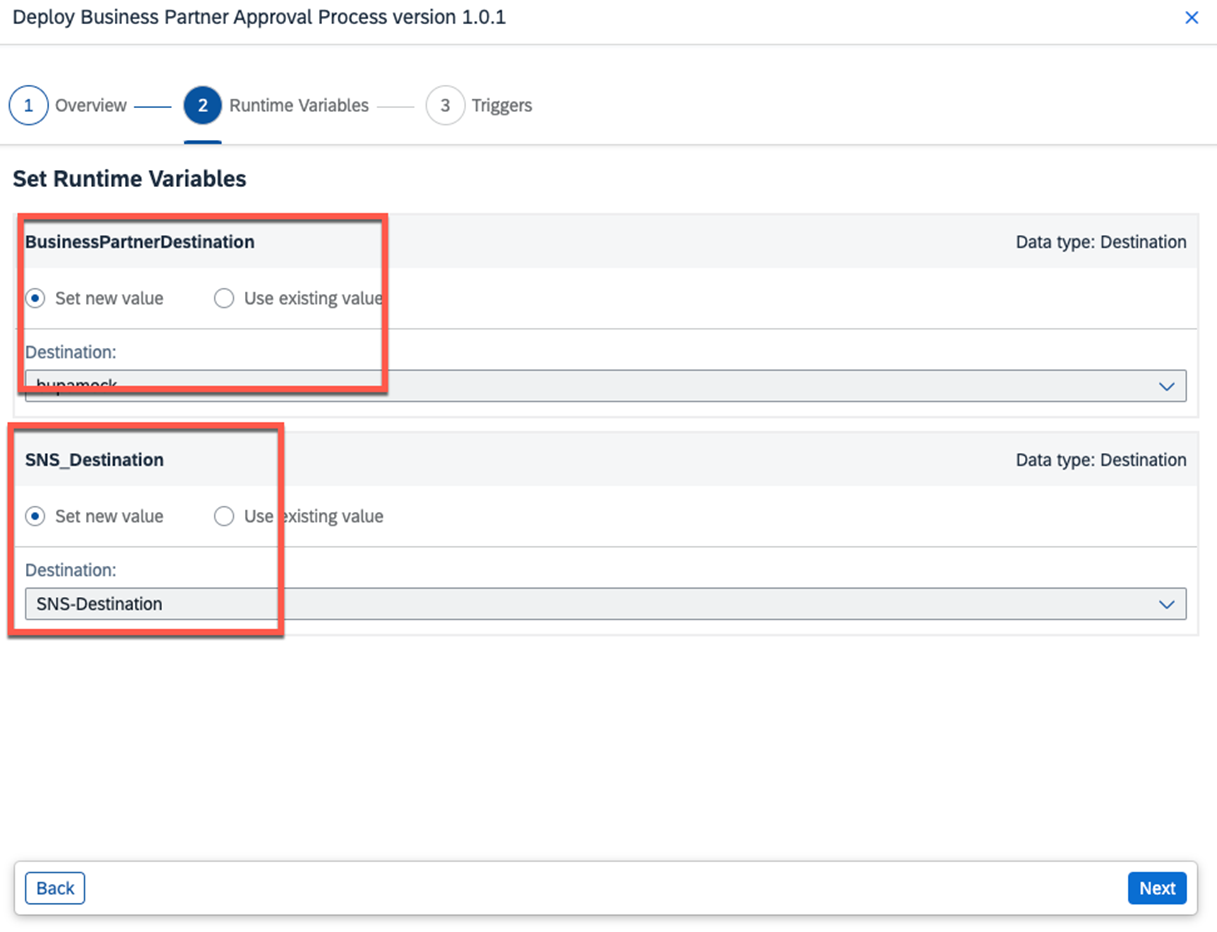 Deploy Business Partner Approval Process version 1.0.1
1 Overview 2 Runtime Variables 3 Triggers
Set Runtime Variables
BusinessPartnerDestination Data type: Destination
Set new value Use existing value
Destination:
bupamock
SNS_Destination Data type: Destination
Set new value Use existing value
Destination:
SNS-Destination
Back Next